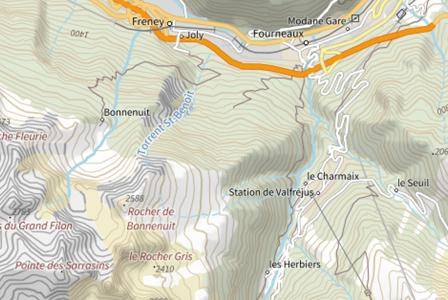 Modane Gare
Freney
Joly
Fourneaux
1400
Bonnenuit
Torrent St-Benoit
che Fleurie
le Charmaix
le Seuil
Station de Valfréjus
2588
Rocher de
Bonnenuit
s du Grand Filon
le Rocher Gris
Pointe des Sarrasins
2410
les Herbiers